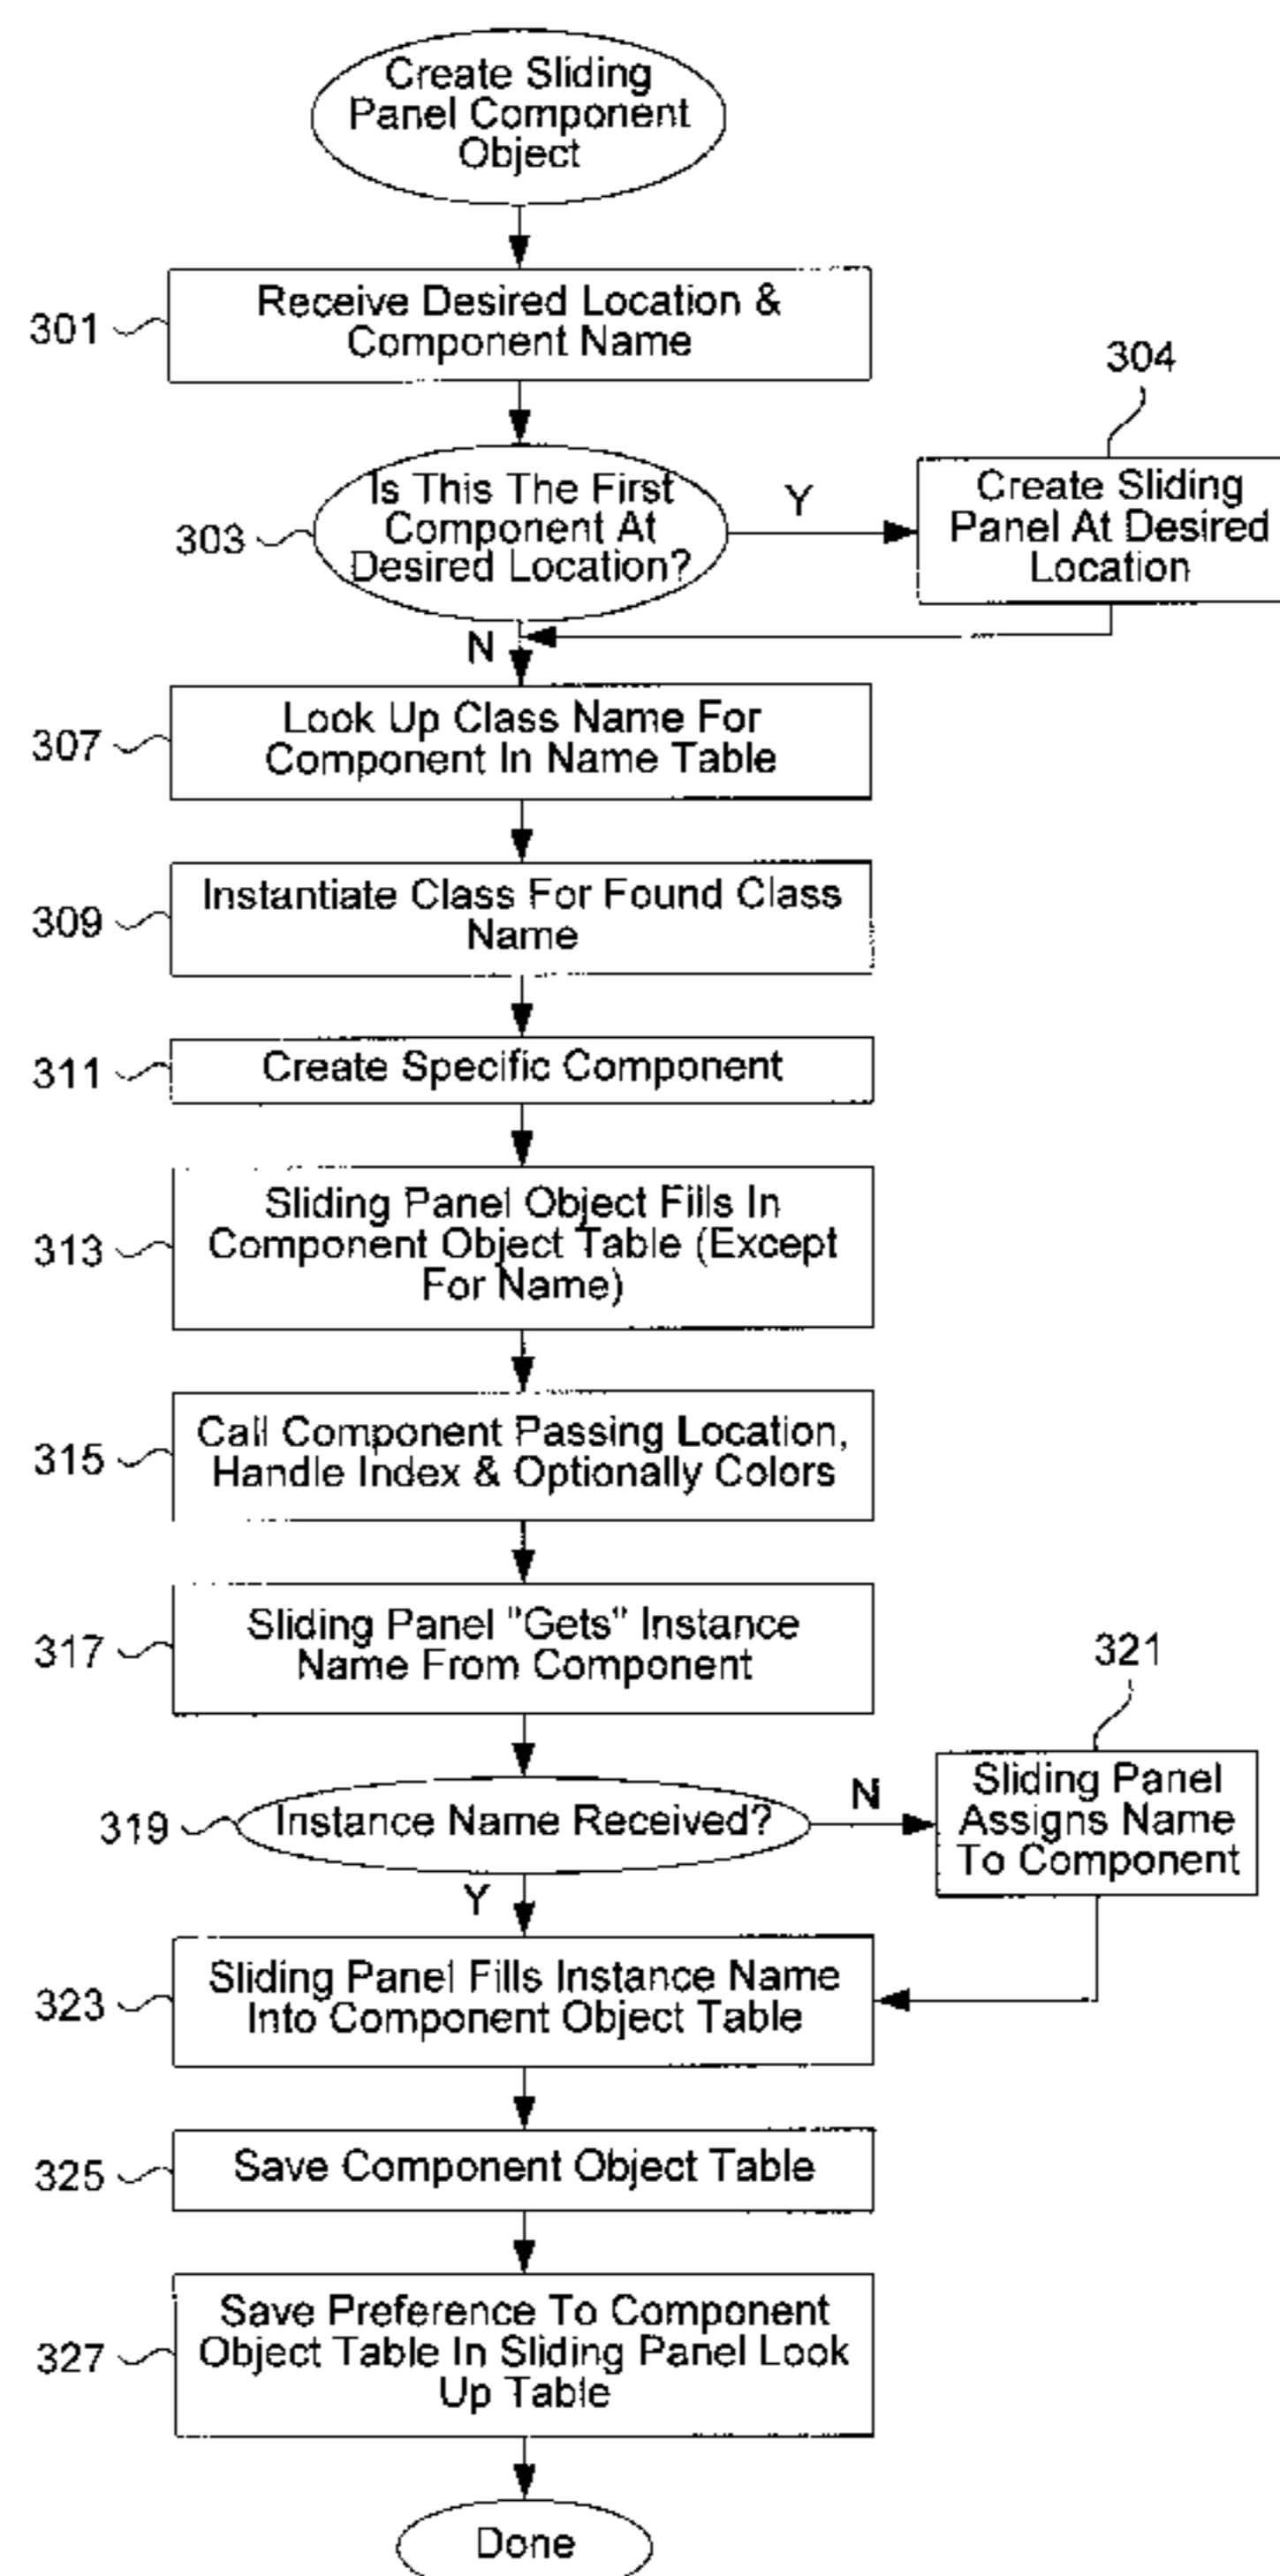 Create Sliding
Panel Component
Object
301
Receive Desired Location &
Component Name
304
303
Is This The First
Component At
Desired Location?
Y
Create Sliding
Panel At Desired
Location
N
307
Look Up Class Name For
Component In Name Table
309
Instantiate Class For Found Class
Name
311
Create Specific Component
313
Sliding Panel Object Fills In
Component Object Table (Except
For Name)
315
Call Component Passing Location,
Handle Index & Optionally Colors
317
Sliding Panel "Gets" Instance
Name From Component
321
319
Instance Name Received?
N
Sliding Panel
Assigns Name
To Component
Y
323
Sliding Panel Fills Instance Name
Into Component Object Table
325
Save Component Object Table
327
Save Preference To Component
Object Table In Sliding Panel Look
Up Table
Done